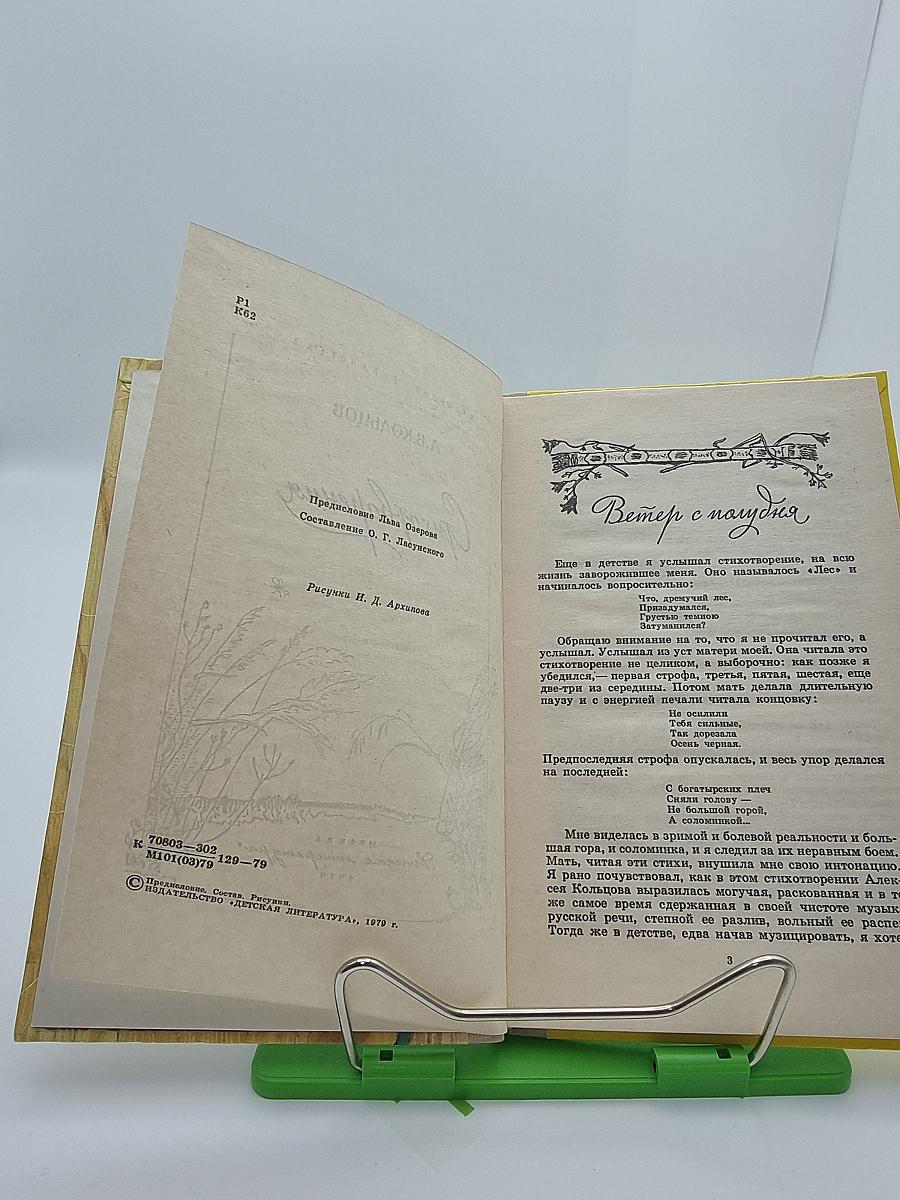 Р1
К62
А.В.КОЛЬЦОВ
Предисловие Льва Озерова
Составление О. Г. Ласунского
Рисунки И. Д. Архипова
К 70803—302
М101(03)79 129—79
© Предисловие. Состав. Рисунки.
ИЗДАТЕЛЬСТВО «ДЕТСКАЯ ЛИТЕРАТУРА», 1979 г.
Ветер с полудня
Еще в детстве я услышал стихотворение, на всю
жизнь заворожившее меня. Оно называлось «Лес» и
начиналось вопросительно:
Что, дремучий лес,
Призадумался,
Грустью темною
Затуманился?
Обращаю внимание на то, что я не прочитал его, а
услышал. Услышал из уст матери моей. Она читала это
стихотворение не целиком, а выборочно: как позже я
убедился,— первая строфа, третья, пятая, шестая, еще
две-три из середины. Потом мать делала длительную
паузу и с энергией печали читала концовку:
Не осилили
Тебя сильные,
Так дорезала
Осень черная.
Предпоследняя строфа опускалась, и весь упор делался
на последней:
С богатырских плеч
Сняли голову —
Не большой горой,
А соломинкой...
Мне виделась в зримой и болевой реальности и боль-
шая гора, и соломинка, и я следил за их неравным боем.
Мать, читая эти стихи, внушила мне свою интонацию.
Я рано почувствовал, как в этом стихотворении Алек-
сея Кольцова выразилась могучая, раскованная и в т
же самое время сдержанная в своей чистоте музык
русской речи, степной ее разлив, вольный ее распе
Тогда же в детстве, едва начав музицировать, я хоте
3